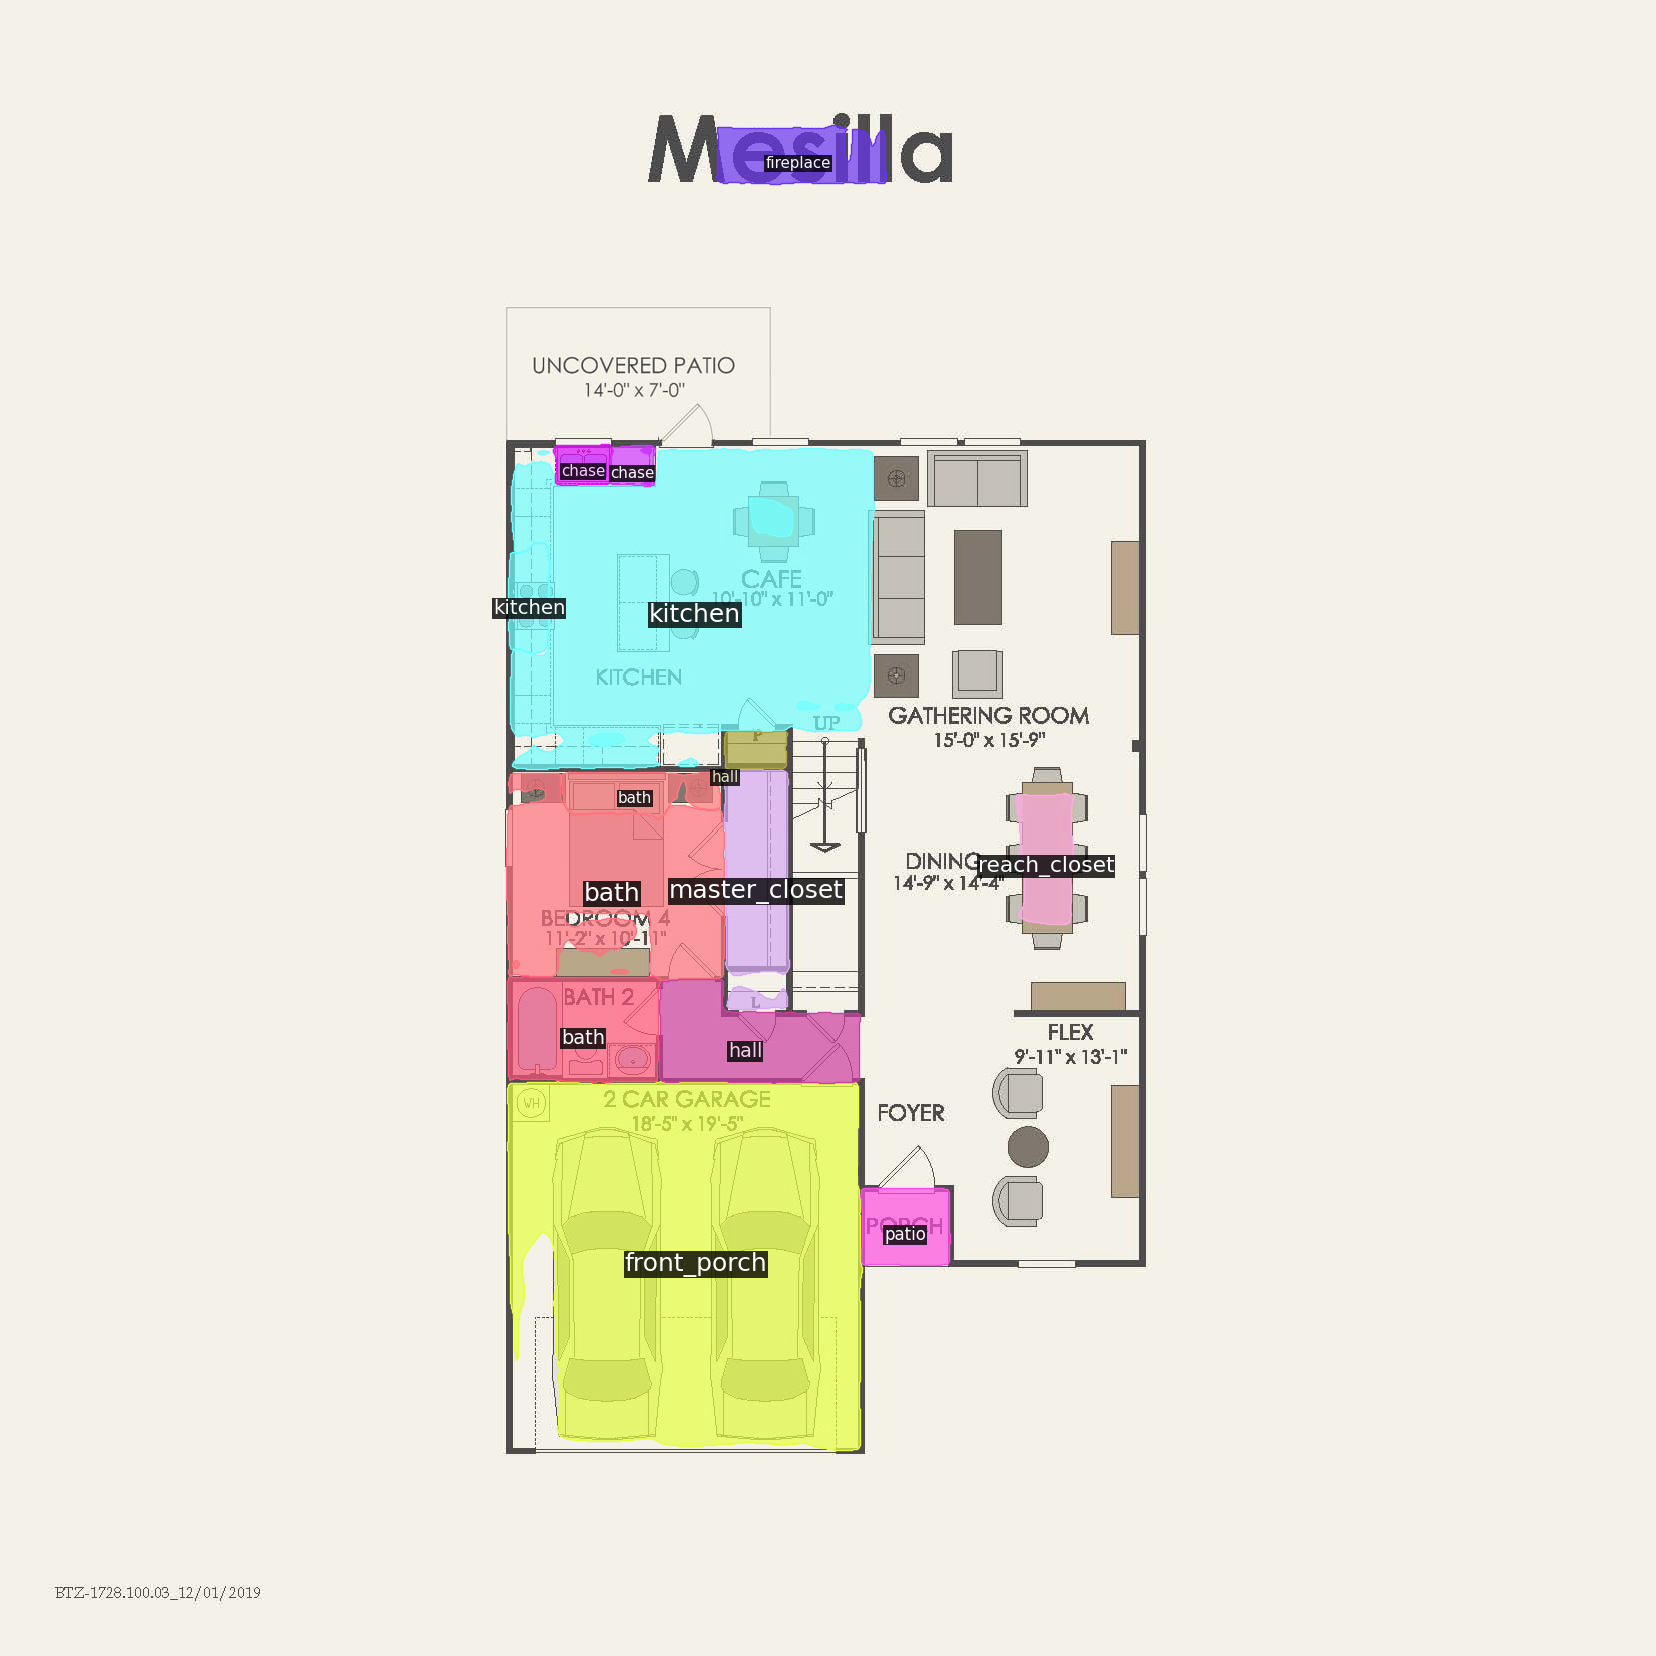 Mesilla
fireplace
UNCOVERED PATIO
14'-0" x 7'-0"
chase
chase
CAFE
10'-10" x 11'-0"
kitchen
kitchen
KITCHEN
P
UP
GATHERING ROOM
15'-0" x 15'-9"
hall
bath
bath
master_closet
DINING
reach_closet
14'-9" x 14'-4"
BEDROOM 4
11'-2" x 10'-11"
BATH 2
L
bath
hall
FLEX
9'-11" x 13'-1"
WH
2 CAR GARAGE
18'-5" x 19'-5"
FOYER
PORCH
patio
front_porch
BTZ-1728.100.03_12/01/2019